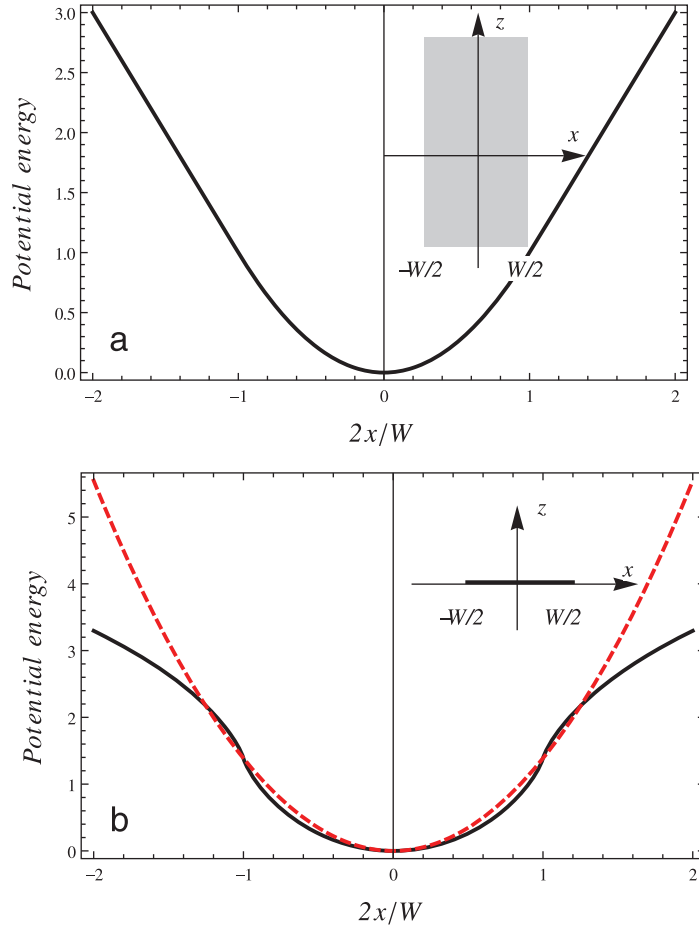 3.0
2.5
2.0
1.5
1.0
0.5
0.0
Potential energy
z
x
−W/2 W/2
a
−2 −1 0 1 2
2x/W
5
4
3
2
1
0
Potential energy
z
x
−W/2 W/2
b
−2 −1 0 1 2
2x/W